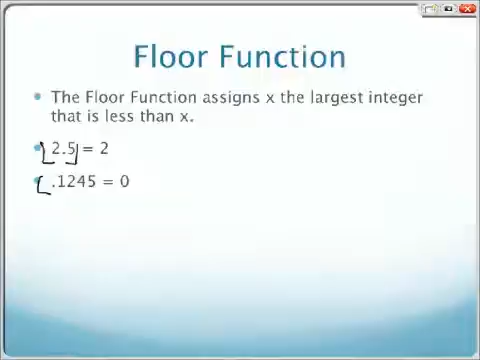 Floor Function
The Floor Function assigns x the largest integer
that is less than x.
⌊2.5⌋ = 2
⌊.1245 = 0